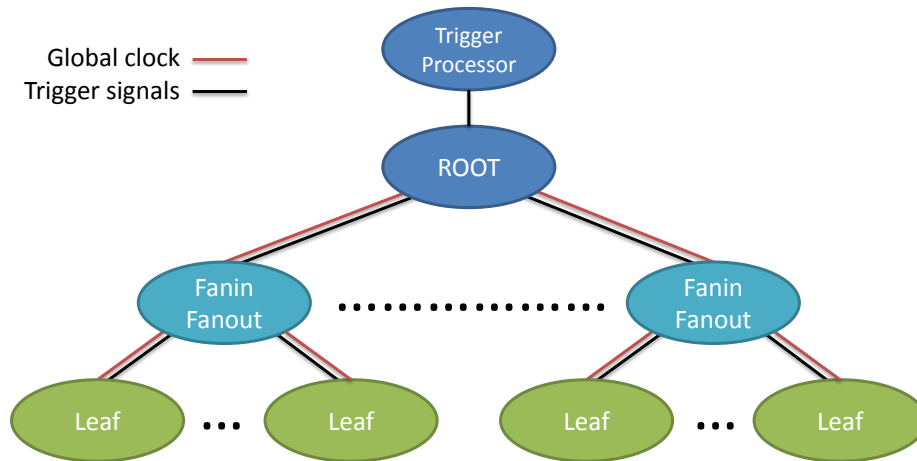 Trigger
Processor
Global clock
Trigger signals
ROOT
Fanin
Fanout
Fanin
Fanout
Leaf
Leaf
Leaf
Leaf